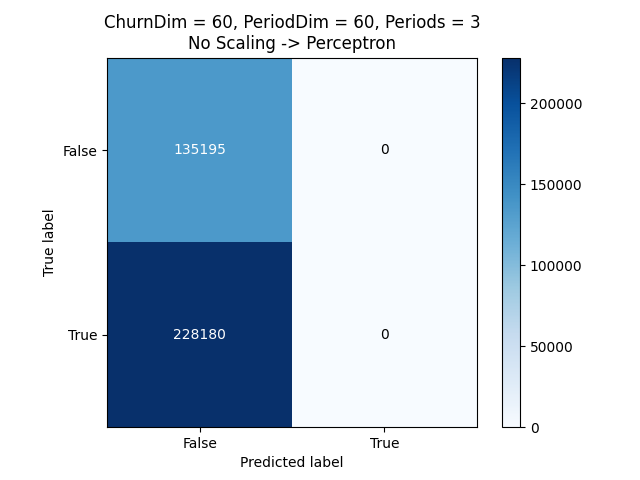 ChurnDim = 60, PeriodDim = 60, Periods = 3
No Scaling -> Perceptron
False
135195
0
True
228180
0
False
True
Predicted label
True label
200000
150000
100000
50000
0